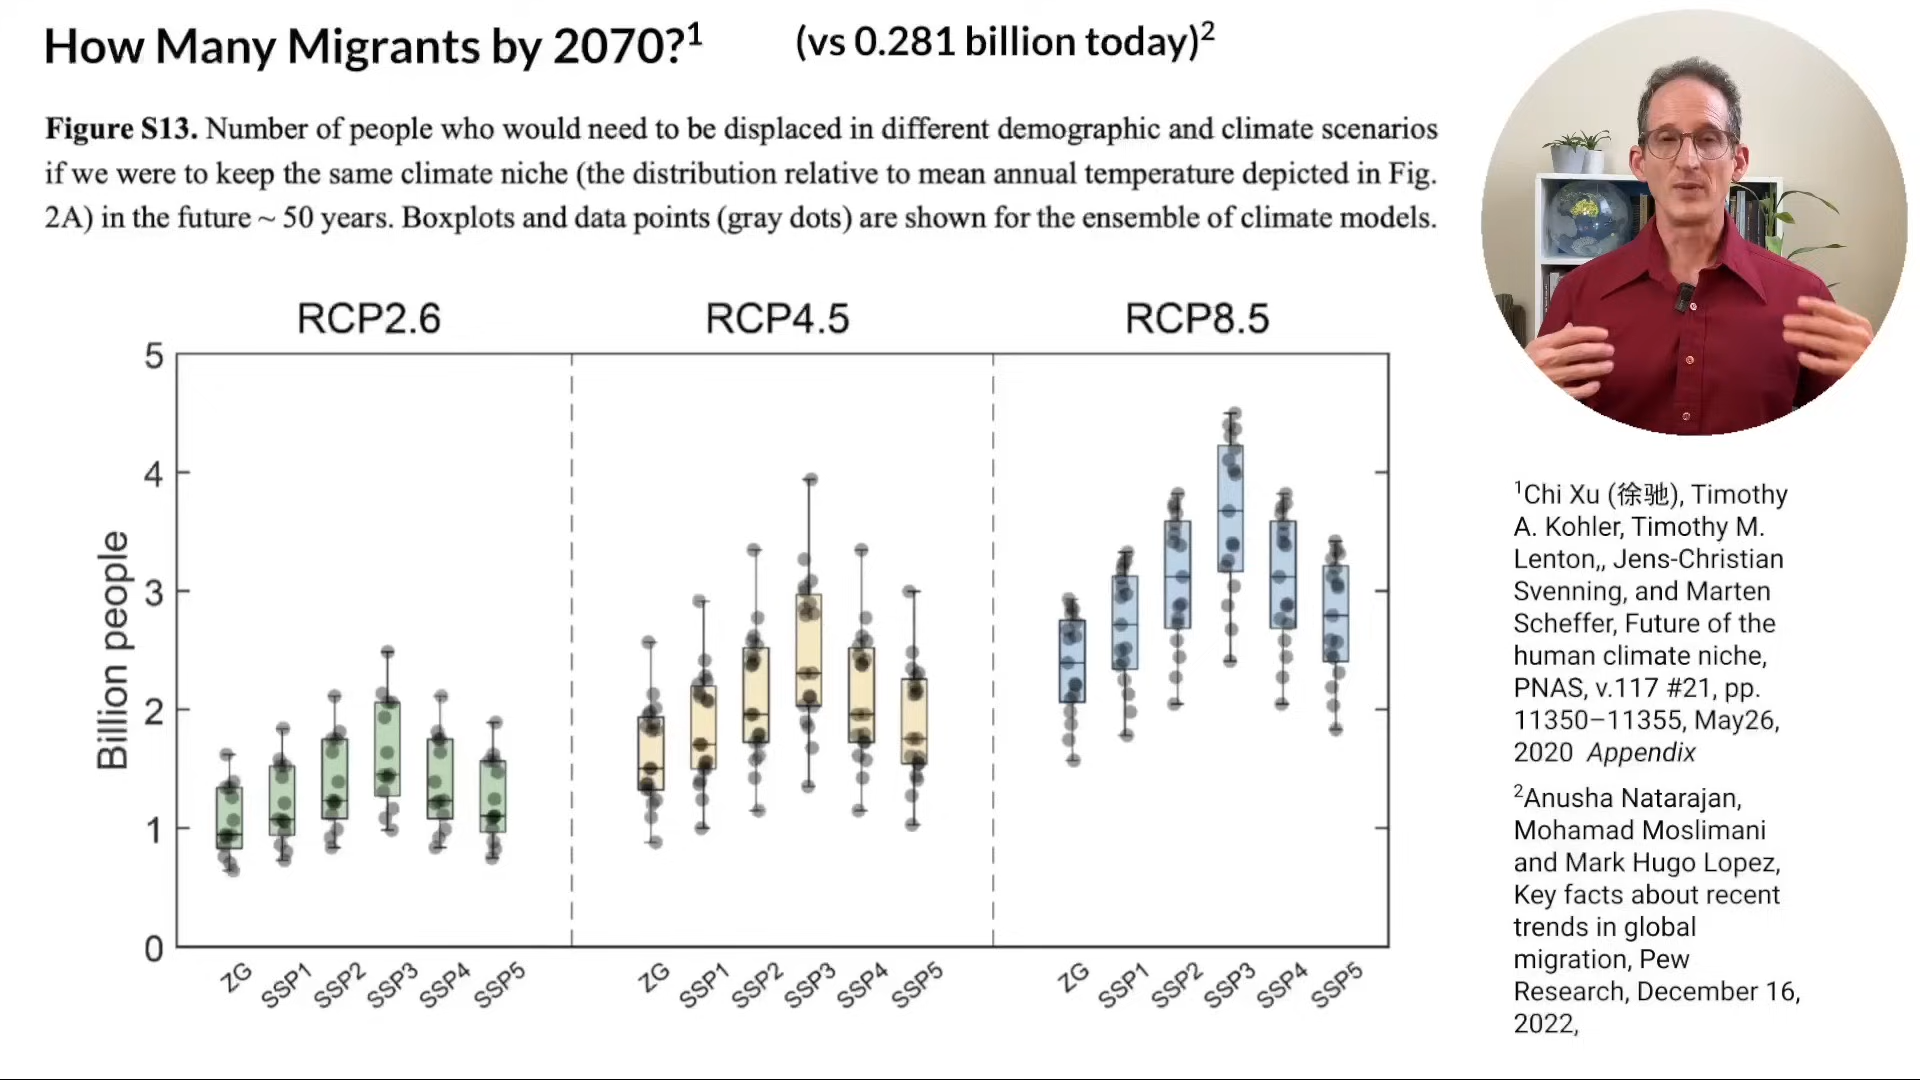 How Many Migrants by 2070?¹ (vs 0.281 billion today)²
Figure S13. Number of people who would need to be displaced in different demographic and climate scenarios
if we were to keep the same climate niche (the distribution relative to mean annual temperature depicted in Fig.
2A) in the future ~ 50 years. Boxplots and data points (gray dots) are shown for the ensemble of climate models.
RCP2.6 RCP4.5 RCP8.5
5
4
3
2
1
0
Billion people
ZG SSP1 SSP2 SSP3 SSP4 SSP5 ZG SSP1 SSP2 SSP3 SSP4 SSP5 ZG SSP1 SSP2 SSP3 SSP4 SSP5
¹Chi Xu (徐驰), Timothy
A. Kohler, Timothy M.
Lenton,, Jens-Christian
Svenning, and Marten
Scheffer, Future of the
human climate niche,
PNAS, v.117 #21, pp.
11350–11355, May26,
2020 Appendix
²Anusha Natarajan,
Mohamad Moslimani
and Mark Hugo Lopez,
Key facts about recent
trends in global
migration, Pew
Research, December 16,
2022,